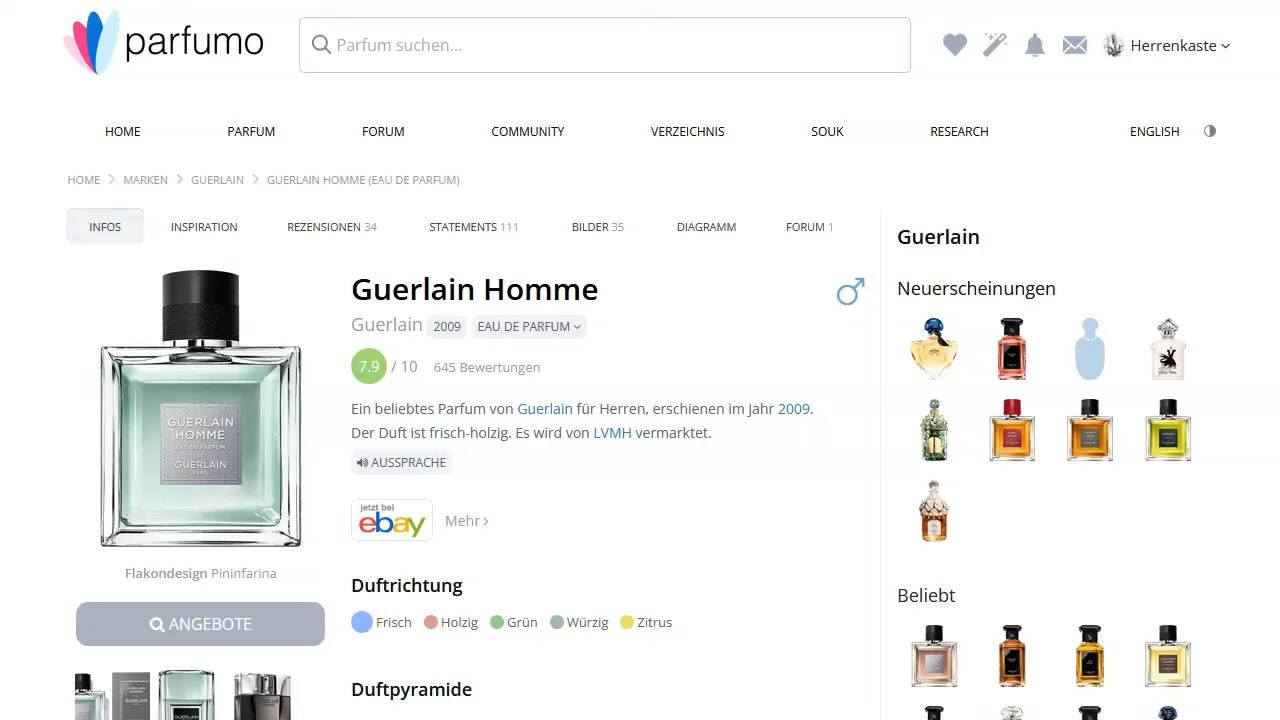 parfumo
Parfum suchen...
Herrenkaste
HOME PARFUM FORUM COMMUNITY VERZEICHNIS SOUK RESEARCH ENGLISH
HOME MARKEN GUERLAIN GUERLAIN HOMME (EAU DE PARFUM)
INFOS INSPIRATION REZENSIONEN 34 STATEMENTS 111 BILDER 35 DIAGRAMM FORUM 1
Guerlain Homme
Guerlain 2009 EAU DE PARFUM
7.9 / 10 645 Bewertungen
Ein beliebtes Parfum von Guerlain für Herren, erschienen im Jahr 2009.
Der Duft ist frisch-holzig. Es wird von LVMH vermarktet.
AUSSPRACHE
jetzt bei
ebay
Mehr
GUERLAIN
HOMME
EAU DE PARFUM
GUERLAIN
PARIS
Flakondesign Pininfarina
ANGEBOTE
Duftrichtung
Frisch Holzig Grün Würzig Zitrus
Duftpyramide
Guerlain
Neuerscheinungen
Beliebt